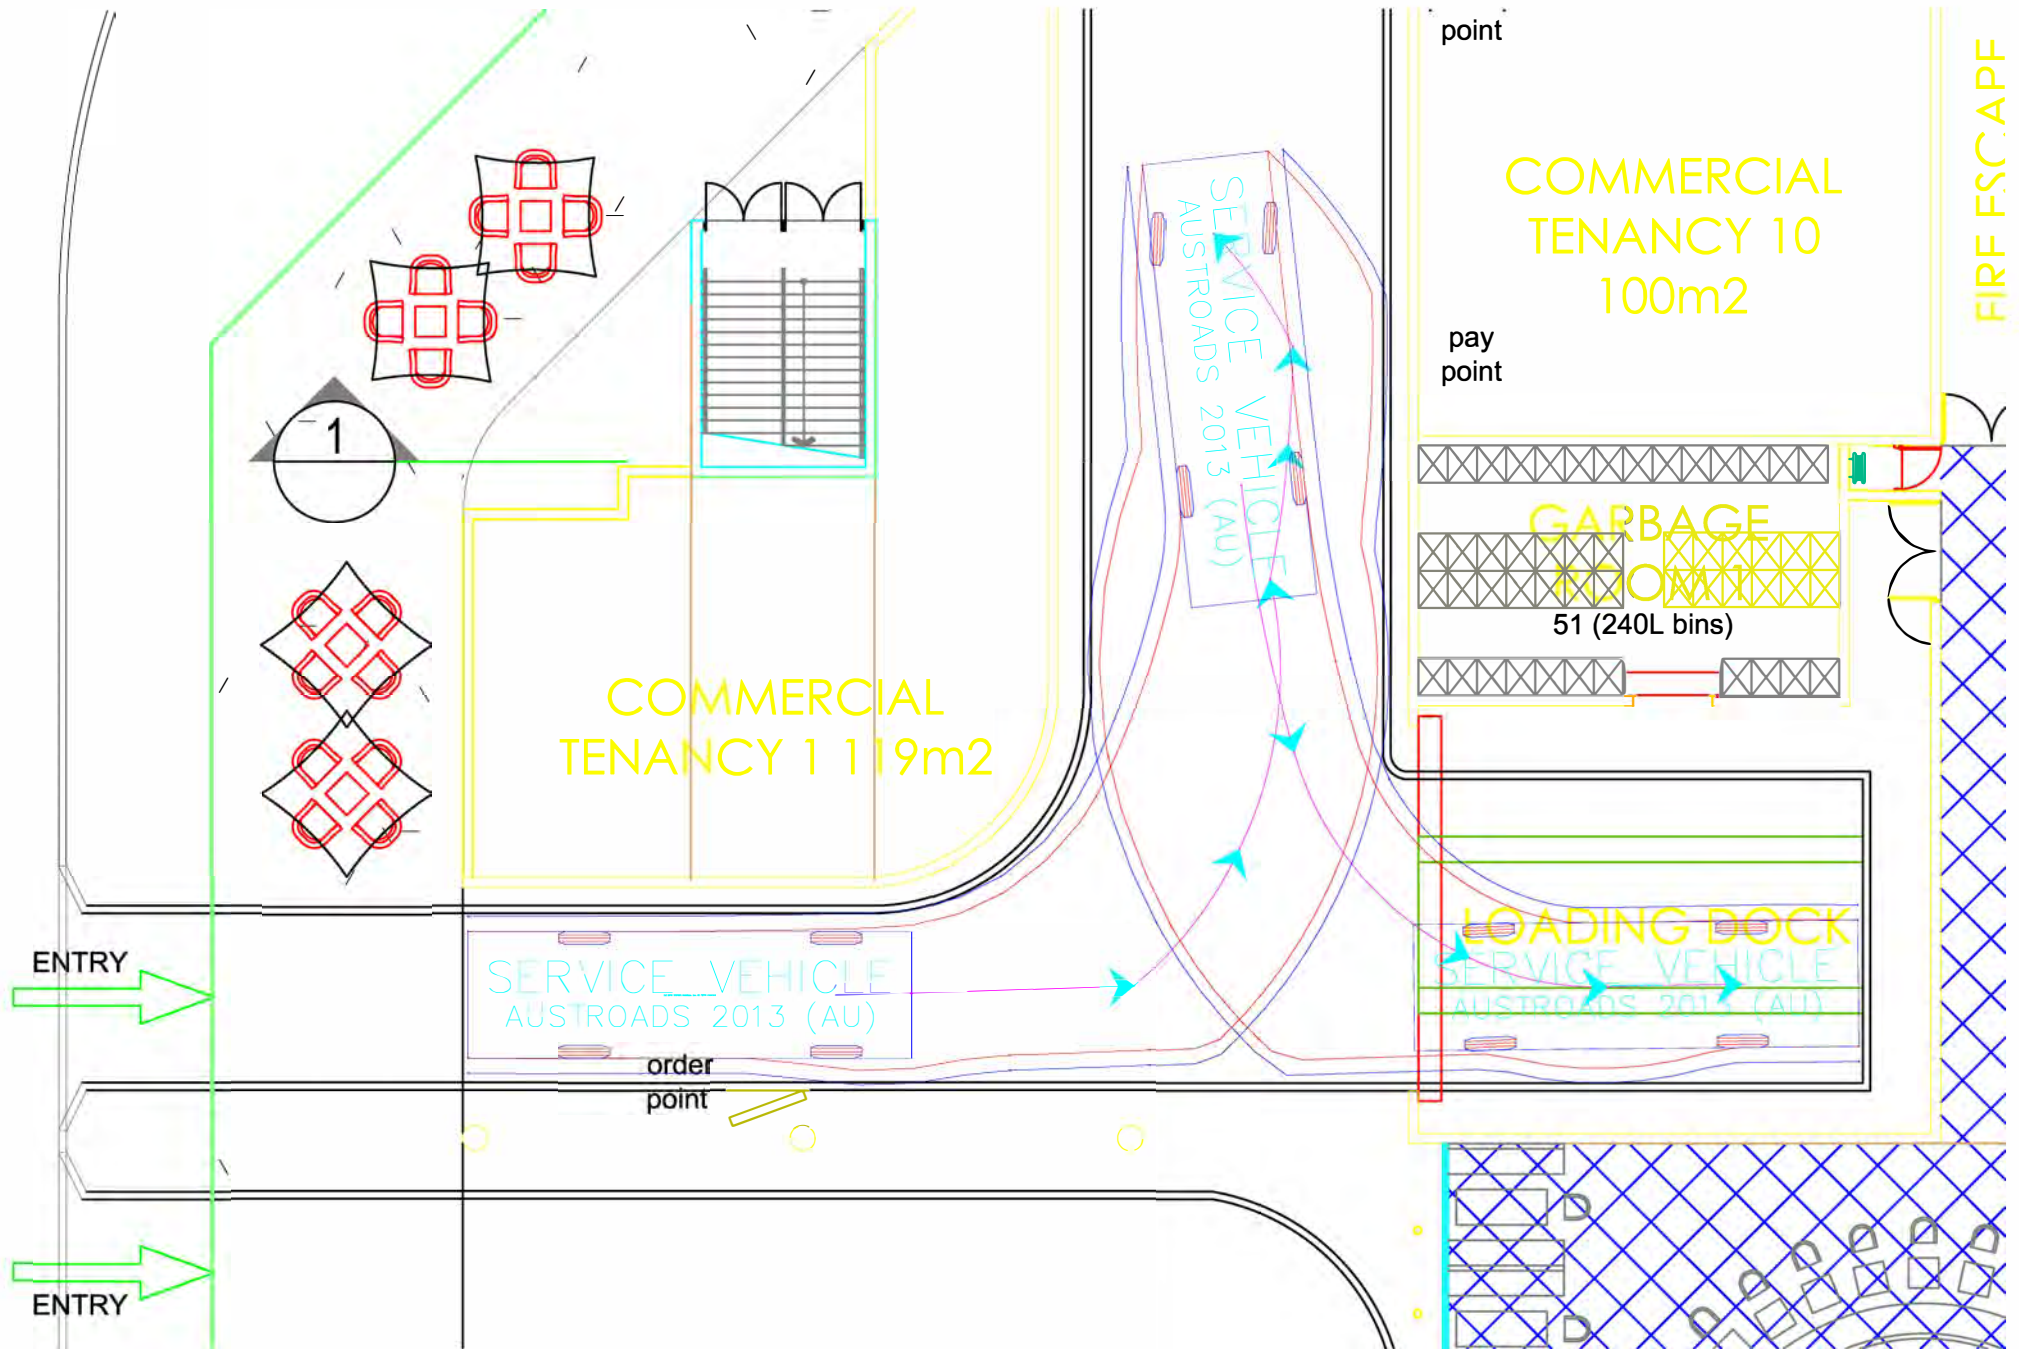 point
COMMERCIAL
TENANCY 10
100m2
FIRE ESCAPE
SERVICE VEHICLE
AUSTROADS 2013 (AU)
pay
point
1
GARBAGE
ROOM 1
51 (240L bins)
COMMERCIAL
TENANCY 1 119m2
LOADING DOCK
ENTRY
SERVICE VEHICLE
AUSTROADS 2013 (AU)
SERVICE VEHICLE
AUSTROADS 2013 (AU)
order
point
ENTRY